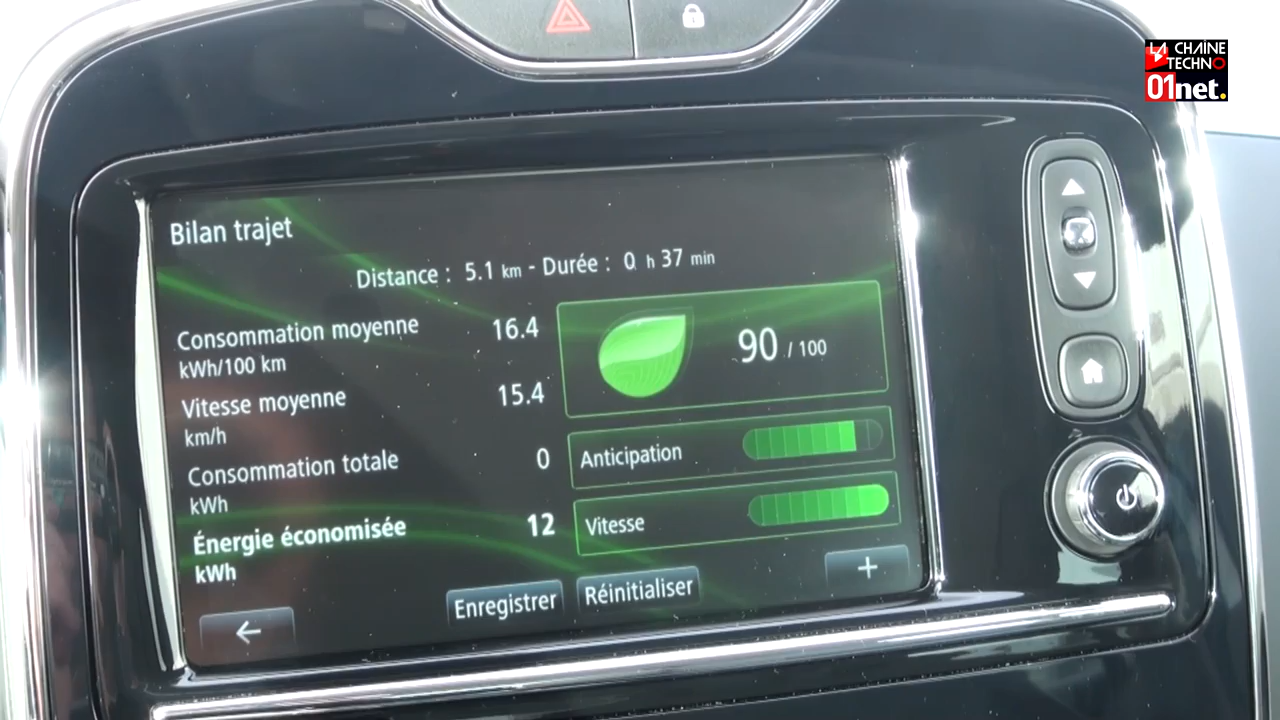 LA CHAÎNE
TECHNO
01net.
Bilan trajet
Distance : 5.1 km - Durée : 0 h 37 min
Consommation moyenne 16.4
kWh/100 km
90 / 100
Vitesse moyenne 15.4
km/h
Consommation totale 0
kWh
Anticipation
Énergie économisée 12
kWh
Vitesse
Enregistrer
Réinitialiser
+
←